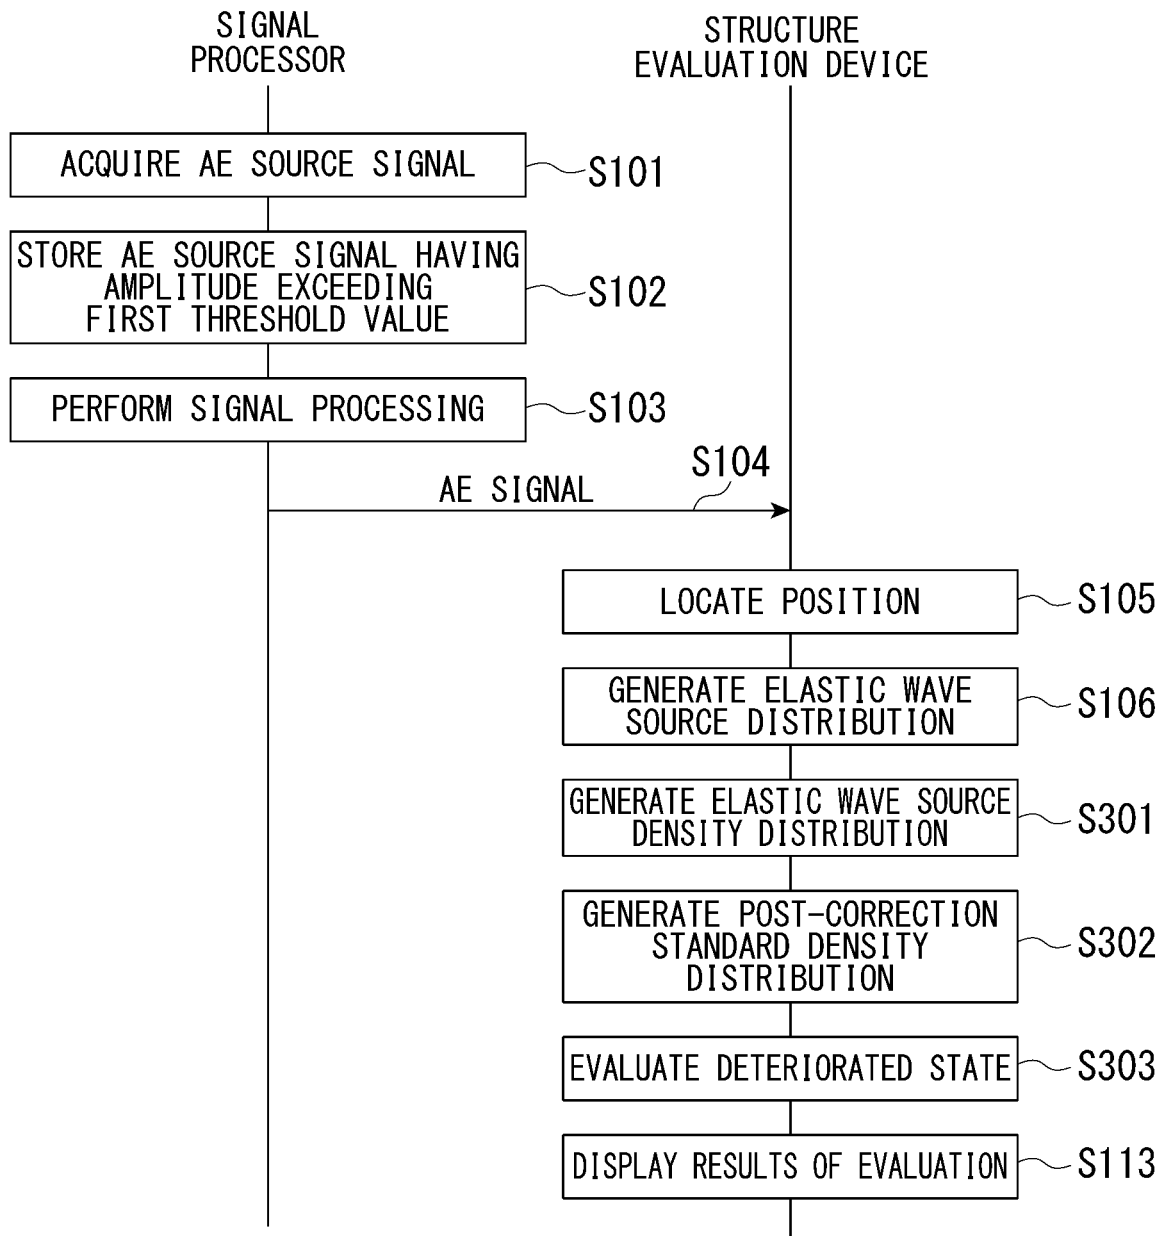 SIGNAL
PROCESSOR
STRUCTURE
EVALUATION DEVICE
ACQUIRE AE SOURCE SIGNAL
S101
STORE AE SOURCE SIGNAL HAVING
AMPLITUDE EXCEEDING
FIRST THRESHOLD VALUE
S102
PERFORM SIGNAL PROCESSING
S103
S104
AE SIGNAL
LOCATE POSITION
S105
GENERATE ELASTIC WAVE
SOURCE DISTRIBUTION
S106
GENERATE ELASTIC WAVE SOURCE
DENSITY DISTRIBUTION
S301
GENERATE POST-CORRECTION
STANDARD DENSITY
DISTRIBUTION
S302
EVALUATE DETERIORATED STATE
S303
DISPLAY RESULTS OF EVALUATION
S113